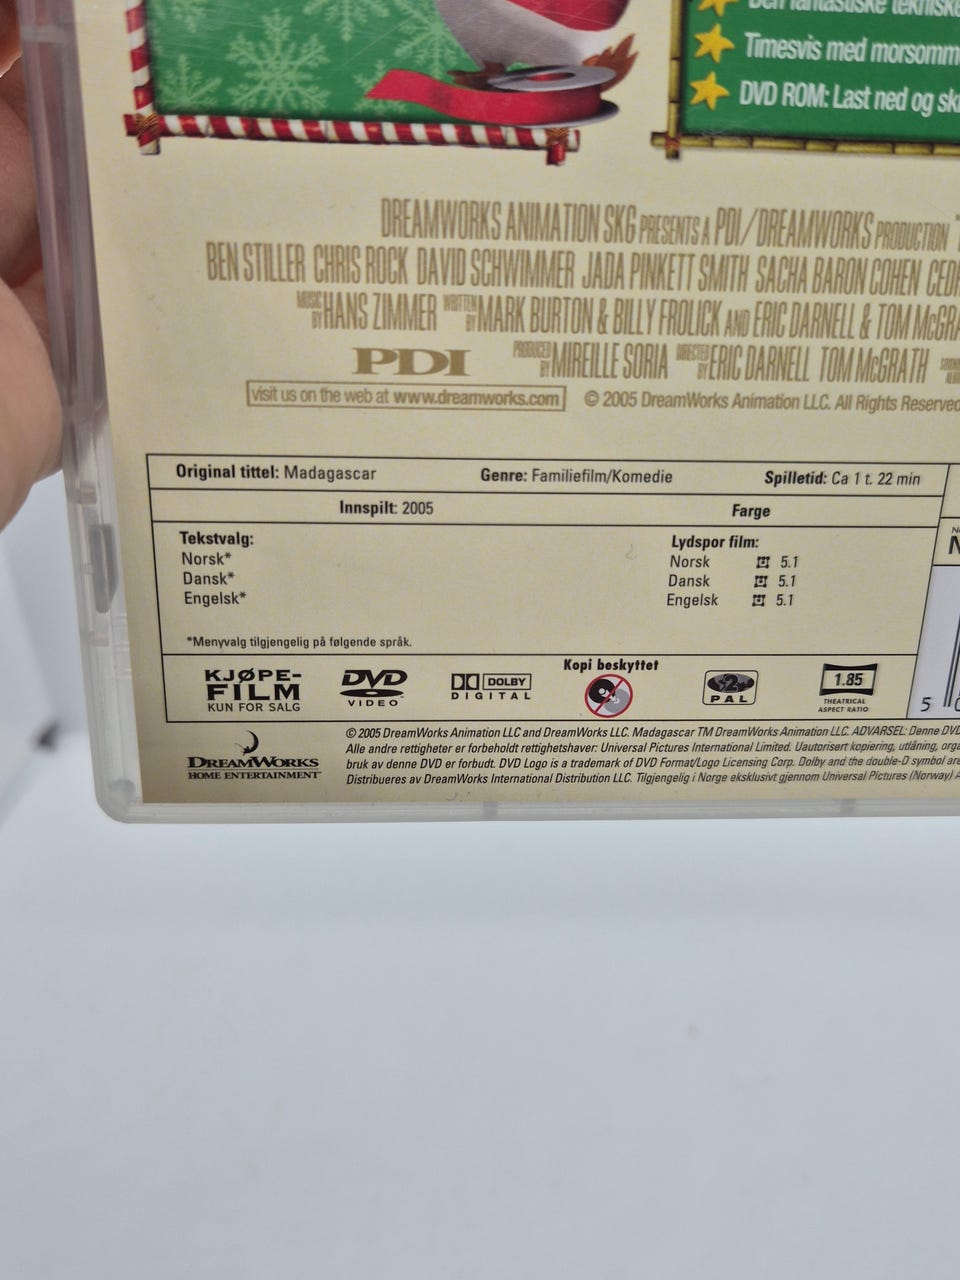 Den fantastiske tekniske
Timesvis med morsomm
DVD ROM: Last ned og skr
DREAMWORKS ANIMATION SKG PRESENTS A PDI/DREAMWORKS PRODUCTION
BEN STILLER CHRIS ROCK DAVID SCHWIMMER JADA PINKETT SMITH SACHA BARON COHEN CEDR
MUSIC BY HANS ZIMMER WRITTEN BY MARK BURTON & BILLY FROLICK AND ERIC DARNELL & TOM McGRA
PDI PRODUCED BY MIREILLE SORIA DIRECTED BY ERIC DARNELL TOM McGRATH
visit us on the web at www.dreamworks.com © 2005 DreamWorks Animation LLC. All Rights Reserved
Original tittel: Madagascar Genre: Familiefilm/Komedie Spilletid: Ca 1 t. 22 min
Innspilt: 2005 Farge
Tekstvalg: Lydspor film:
Norsk* Norsk 5.1
Dansk* Dansk 5.1
Engelsk* Engelsk 5.1
*Menyvalg tilgjengelig på følgende språk.
KJØPE-
FILM
KUN FOR SALG
DVD
VIDEO
DOLBY
DIGITAL
Kopi beskyttet
2
PAL
1.85
THEATRICAL
ASPECT RATIO
5
DREAMWORKS
HOME ENTERTAINMENT
© 2005 DreamWorks Animation LLC and DreamWorks LLC. Madagascar TM DreamWorks Animation LLC. ADVARSEL: Denne DVD
Alle andre rettigheter er forbeholdt rettighetshaver: Universal Pictures International Limited. Uautorisert kopiering, utlåning, orga
bruk av denne DVD er forbudt. DVD Logo is a trademark of DVD Format/Logo Licensing Corp. Dolby and the double-D symbol are
Distribueres av DreamWorks International Distribution LLC. Tilgjengelig i Norge eksklusivt gjennom Universal Pictures (Norway) A